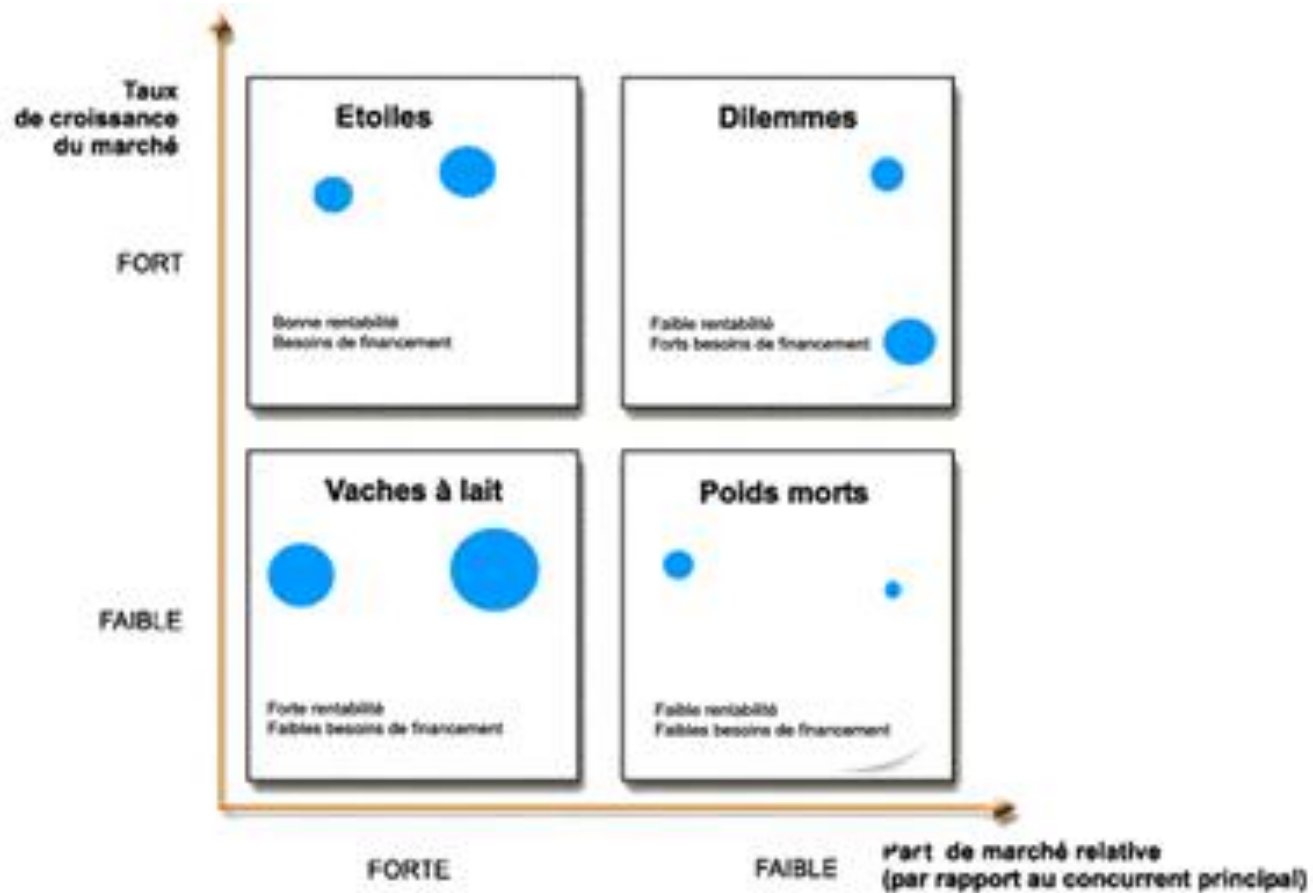 Taux
de croissance
du marché
Etoiles
Dilemmes
FORT
Bonne rentabilité
Besoins de financement
Faible rentabilité
Forts besoins de financement
Vaches à lait
Poids morts
FAIBLE
Forte rentabilité
Faibles besoins de financement
Faible rentabilité
Faibles besoins de financement
FORTE
FAIBLE
Part de marché relative
(par rapport au concurrent principal)